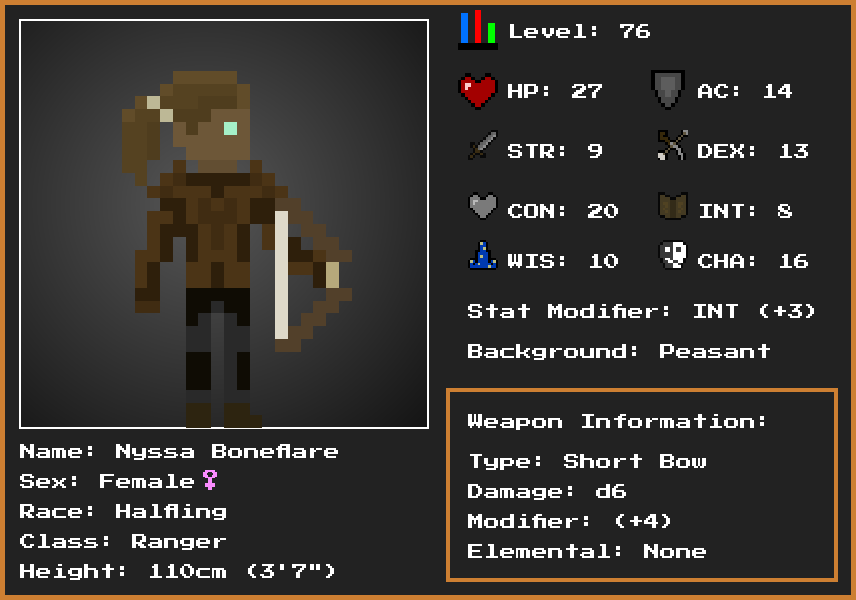 Level: 76
HP: 27 AC: 14
STR: 9 DEX: 13
CON: 20 INT: 8
WIS: 10 CHA: 16
Stat Modifier: INT (+3)
Background: Peasant
Weapon Information:
Type: Short Bow
Damage: d6
Modifier: (+4)
Elemental: None
Name: Nyssa Boneflare
Sex: Female♀
Race: Halfling
Class: Ranger
Height: 110cm (3'7")